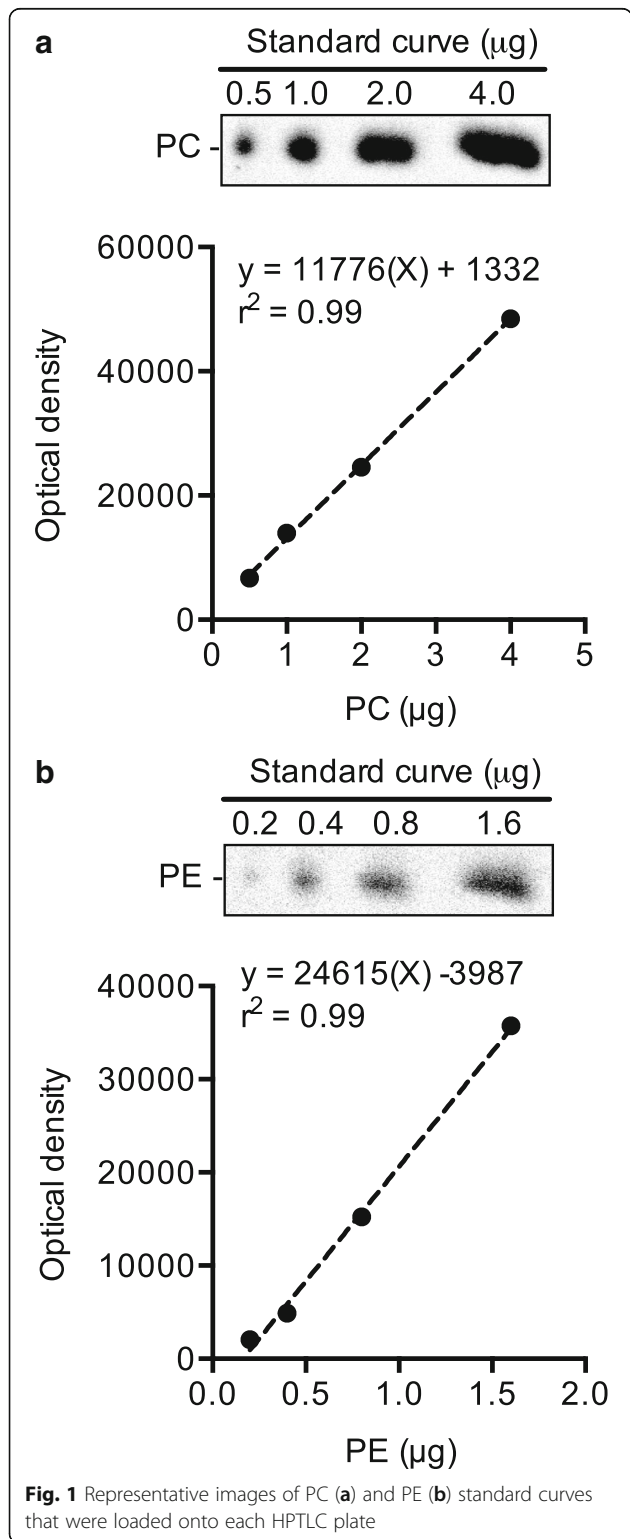 a
Standard curve (μg)
0.5 1.0 2.0 4.0
PC -
60000
y = 11776(X) + 1332
r² = 0.99
40000
20000
0
Optical density
0 1 2 3 4 5
PC (μg)
b
Standard curve (μg)
0.2 0.4 0.8 1.6
PE -
y = 24615(X) -3987
40000
r² = 0.99
30000
20000
10000
0
Optical density
0.0 0.5 1.0 1.5 2.0
PE (μg)
Fig. 1 Representative images of PC (a) and PE (b) standard curves
that were loaded onto each HPTLC plate